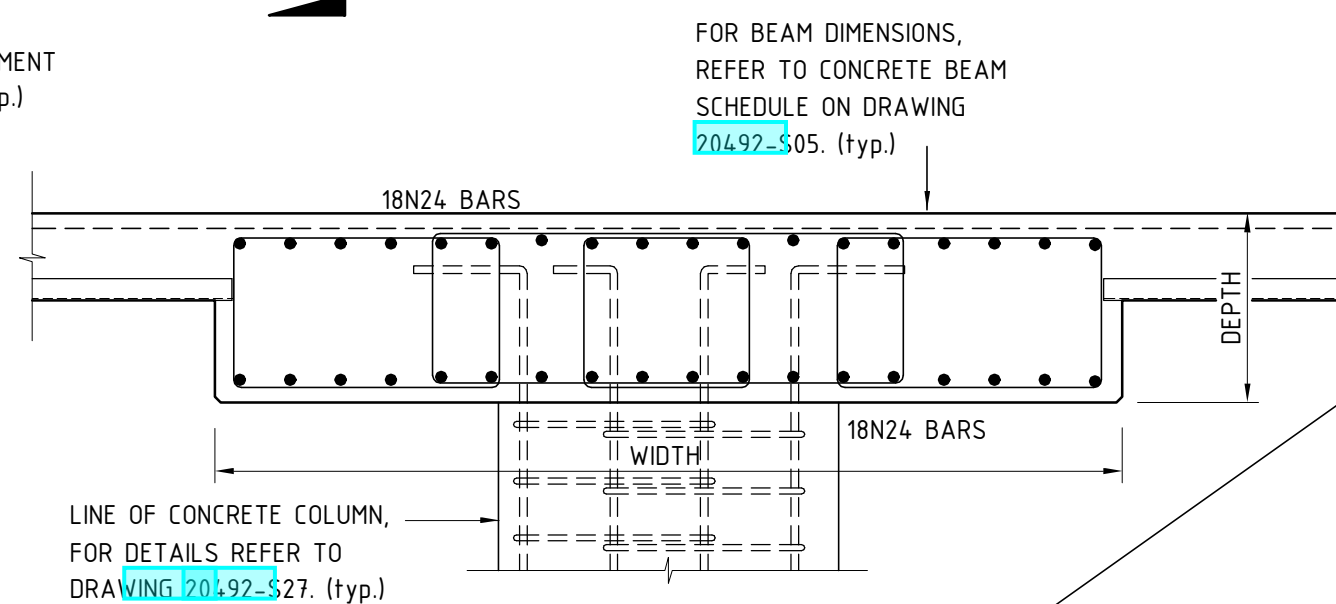 MENT
p.)
FOR BEAM DIMENSIONS,
REFER TO CONCRETE BEAM
SCHEDULE ON DRAWING
20492-S05. (typ.)
18N24 BARS
DEPTH
18N24 BARS
WIDTH
LINE OF CONCRETE COLUMN,
FOR DETAILS REFER TO
DRAWING 20492-S27. (typ.)